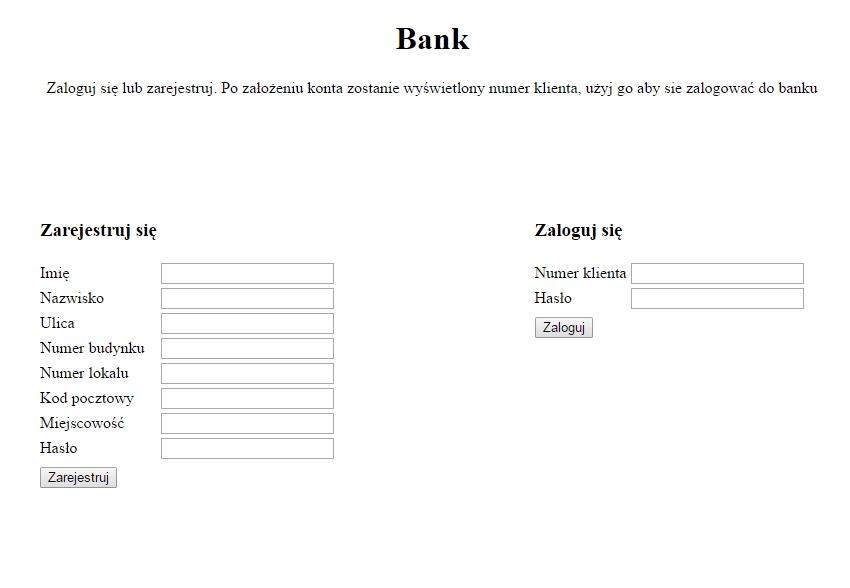 Bank
Zaloguj się lub zarejestruj. Po założeniu konta zostanie wyświetlony numer klienta, użyj go aby sie zalogować do banku
Zarejestruj się
Imię
Nazwisko
Ulica
Numer budynku
Numer lokalu
Kod pocztowy
Miejscowość
Hasło
Zarejestruj
Zaloguj się
Numer klienta
Hasło
Zaloguj